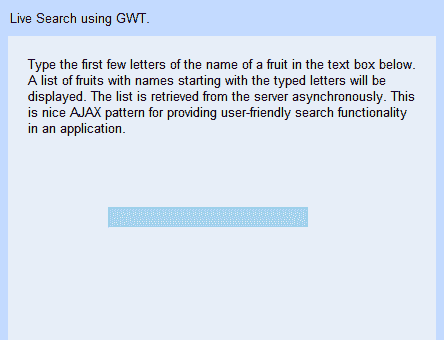 Live Search using GWT.
Type the first few letters of the name of a fruit in the text box below.
A list of fruits with names starting with the typed letters will be
displayed. The list is retrieved from the server asynchronously. This
is nice AJAX pattern for providing user-friendly search functionality
in an application.